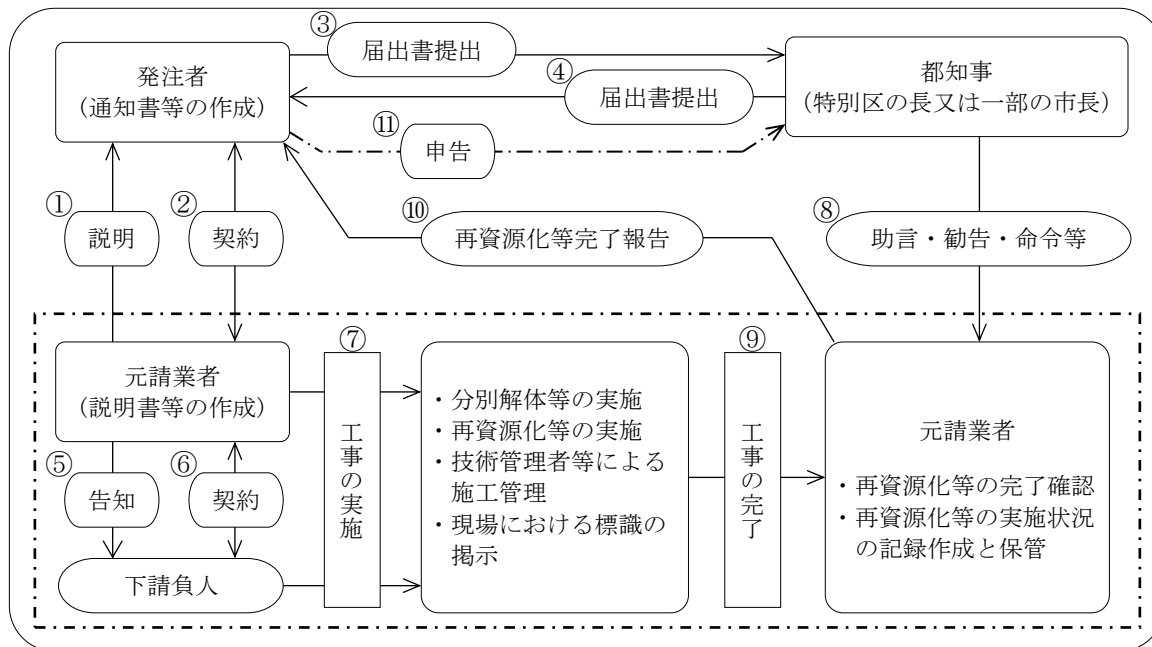 ③
届出書提出
発注者
(通知書等の作成)
④
届出書提出
都知事
(特別区の長又は一部の市長)
⑪
申告
①
説明
②
契約
⑩
再資源化等完了報告
⑧
助言・勧告・命令等
元請業者
(説明書等の作成)
⑦
工事の実施
・分別解体等の実施
・再資源化等の実施
・技術管理者等による
施工管理
・現場における標識の
掲示
⑨
工事の完了
元請業者
・再資源化等の完了確認
・再資源化等の実施状況
の記録作成と保管
⑤
告知
⑥
契約
下請負人